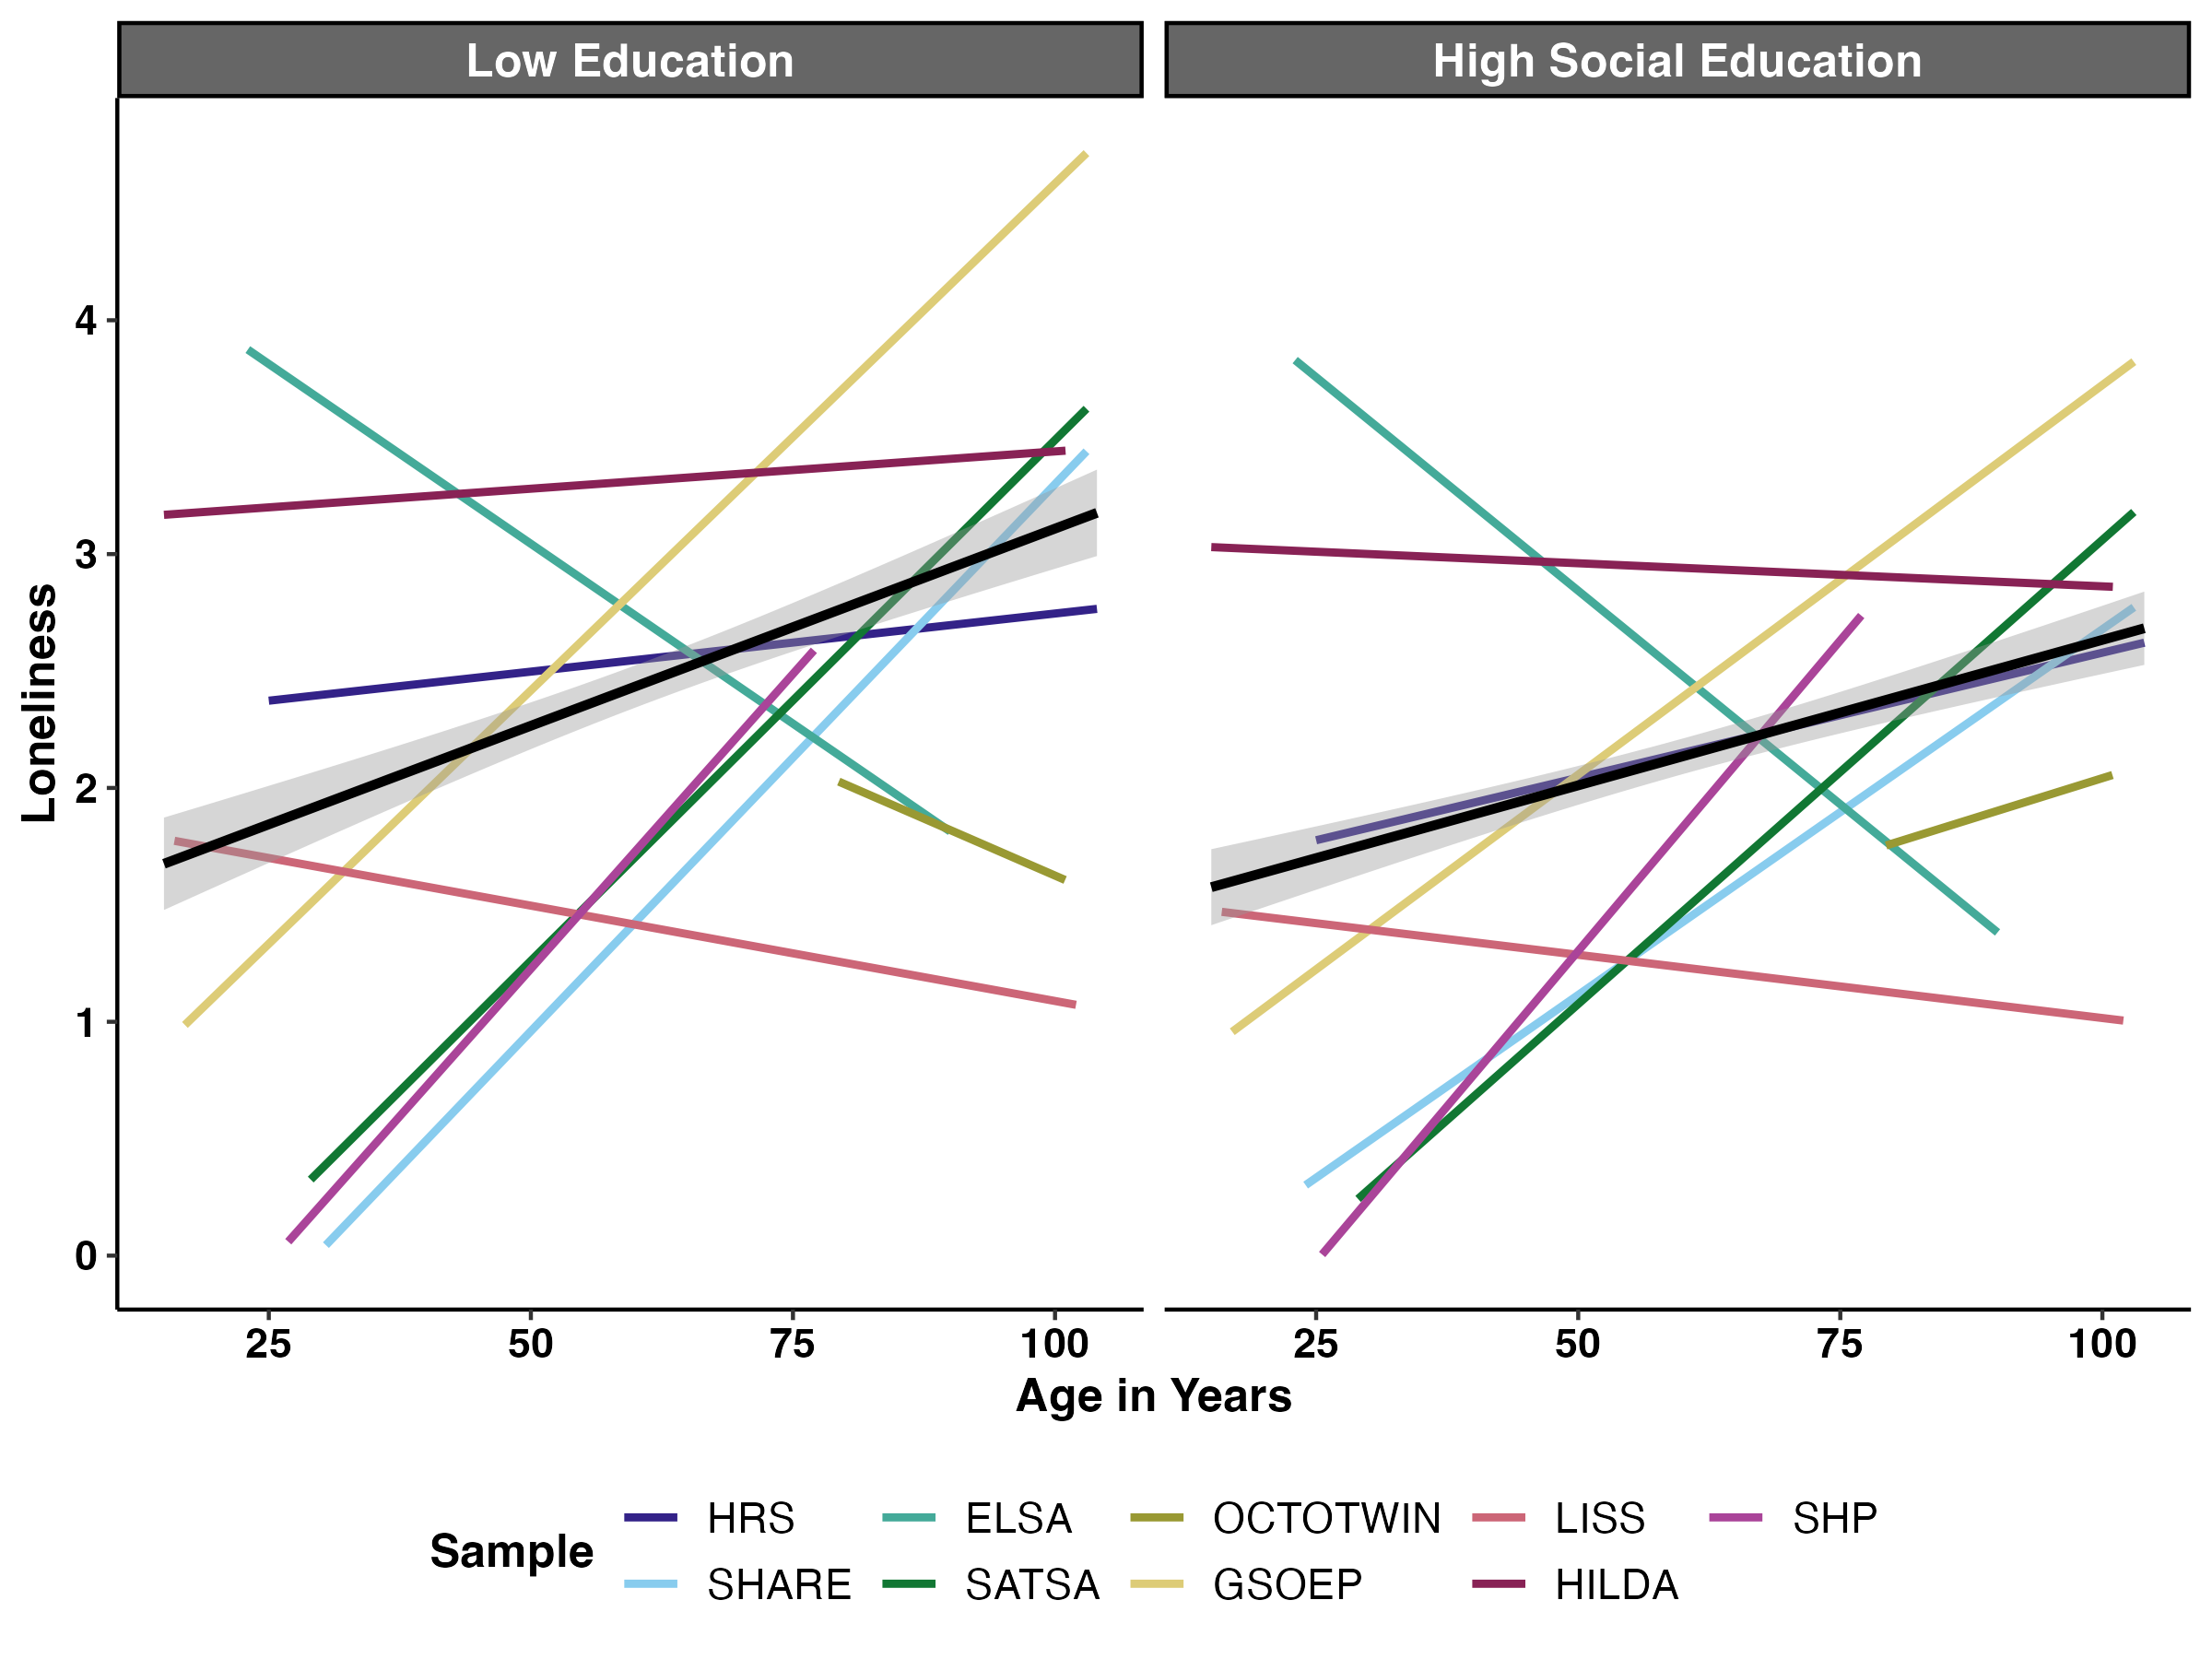 Low Education
High Social Education
Loneliness
4
3
2
1
0
25 50 75 100
25 50 75 100
Age in Years
Sample
HRS ELSA OCTOTWIN LISS SHP
SHARE SATSA GSOEP HILDA